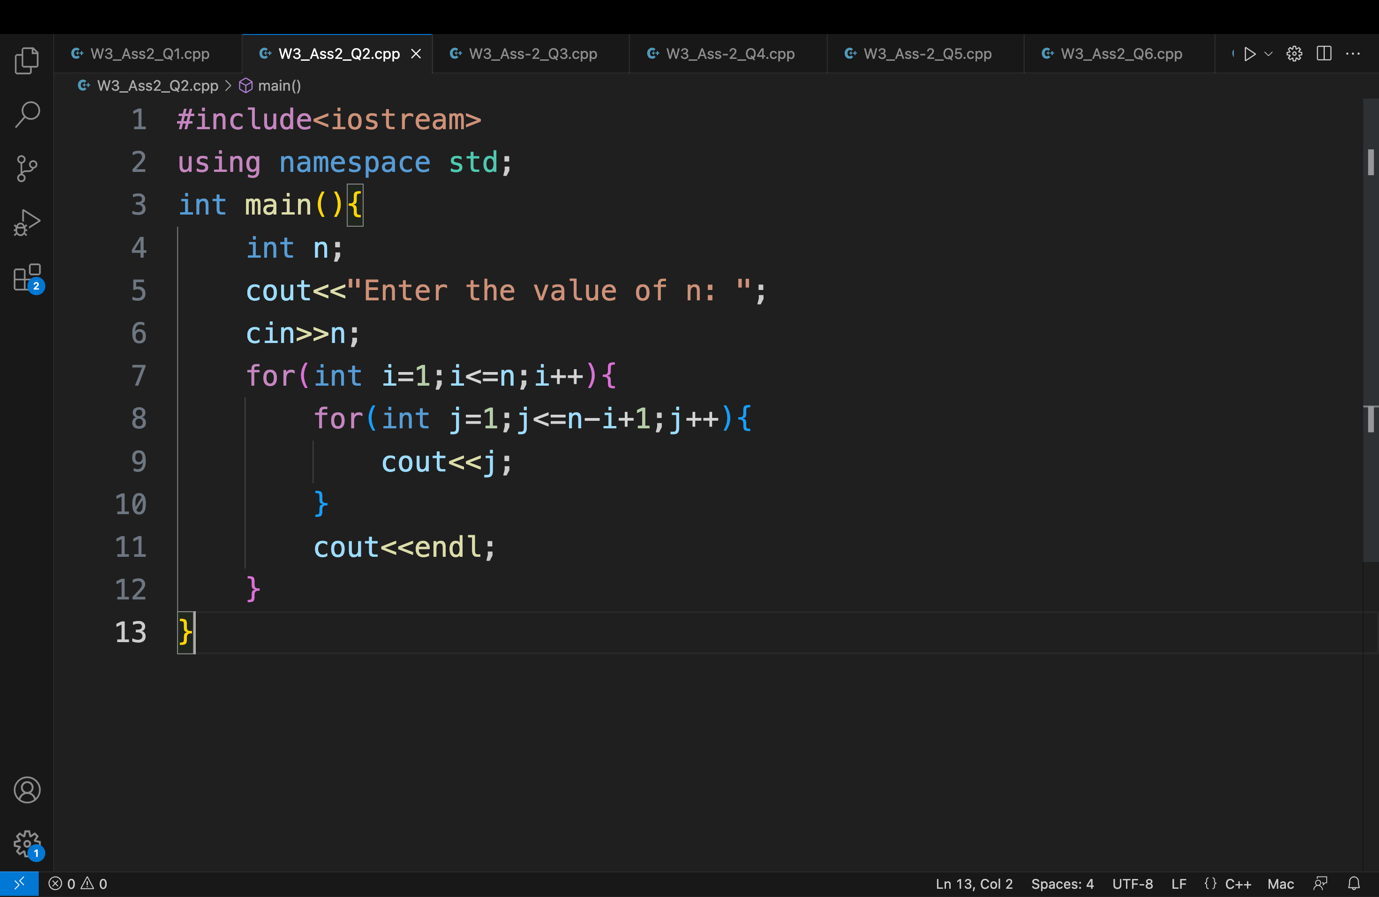 W3_Ass2_Q1.cpp W3_Ass2_Q2.cpp W3_Ass-2_Q3.cpp W3_Ass-2_Q4.cpp W3_Ass-2_Q5.cpp W3_Ass2_Q6.cpp
W3_Ass2_Q2.cpp > main()
1 #include<iostream>
2 using namespace std;
3 int main(){
4 int n;
5 cout<<"Enter the value of n: ";
6 cin>>n;
7 for(int i=1;i<=n;i++){
8 for(int j=1;j<=n-i+1;j++){
9 cout<<j;
10 }
11 cout<<endl;
12 }
13 }
2
1
0 0 Ln 13, Col 2 Spaces: 4 UTF-8 LF {} C++ Mac